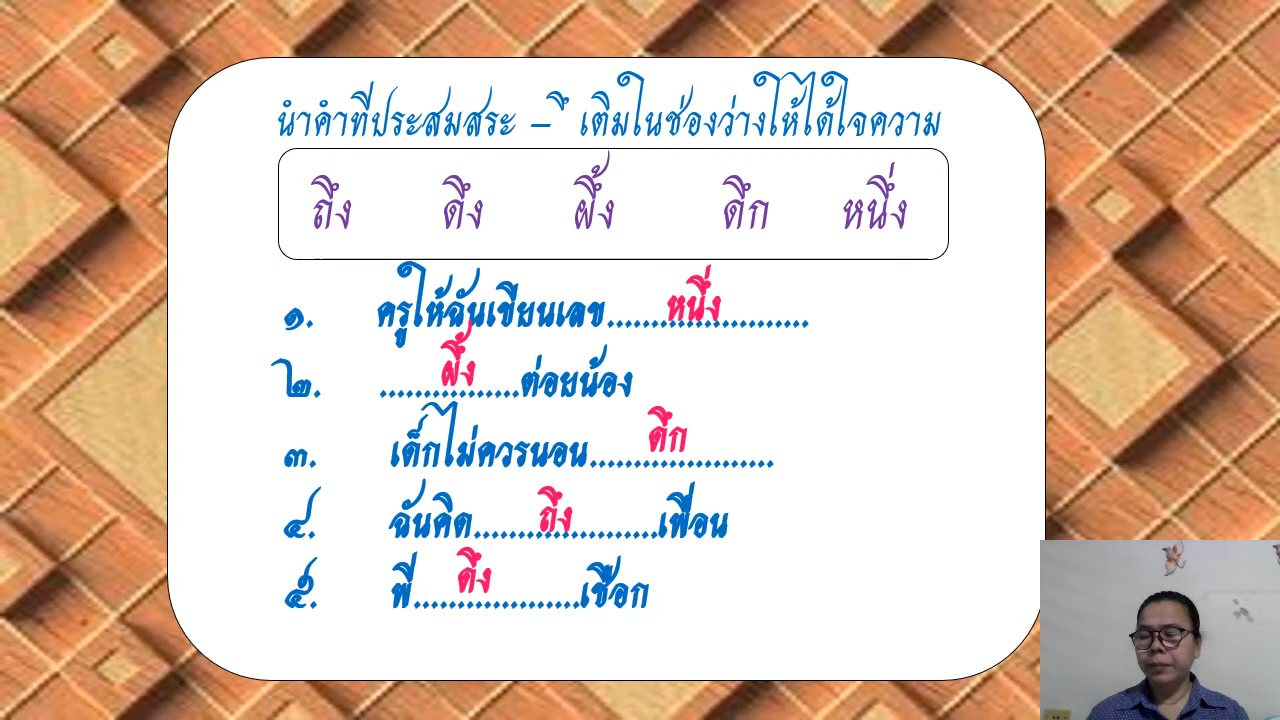 นำคำที่ประสมสระ – ึ เติมในช่องว่างให้ได้ใจความ
ถึง ดึง ผึ้ง ดึก หนึ่ง
๑. ครูให้ฉันเขียนเลข.......หนึ่ง..........
๒. .......ผึ้ง.......ต่อยน้อง
๓. เด็กไม่ควรนอน.......ดึก..........
๔. ฉันคิด.......ถึง..........เพื่อน
๕. พี่.....ดึง..........เชือก